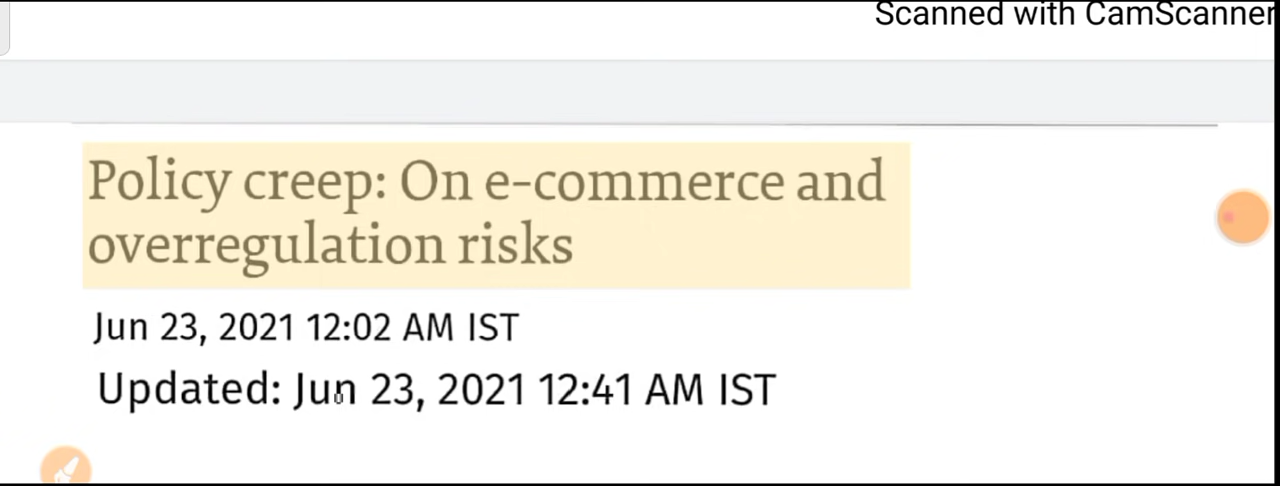 Scanned with CamScanner
Policy creep: On e-commerce and
overregulation risks
Jun 23, 2021 12:02 AM IST
Updated: Jun 23, 2021 12:41 AM IST